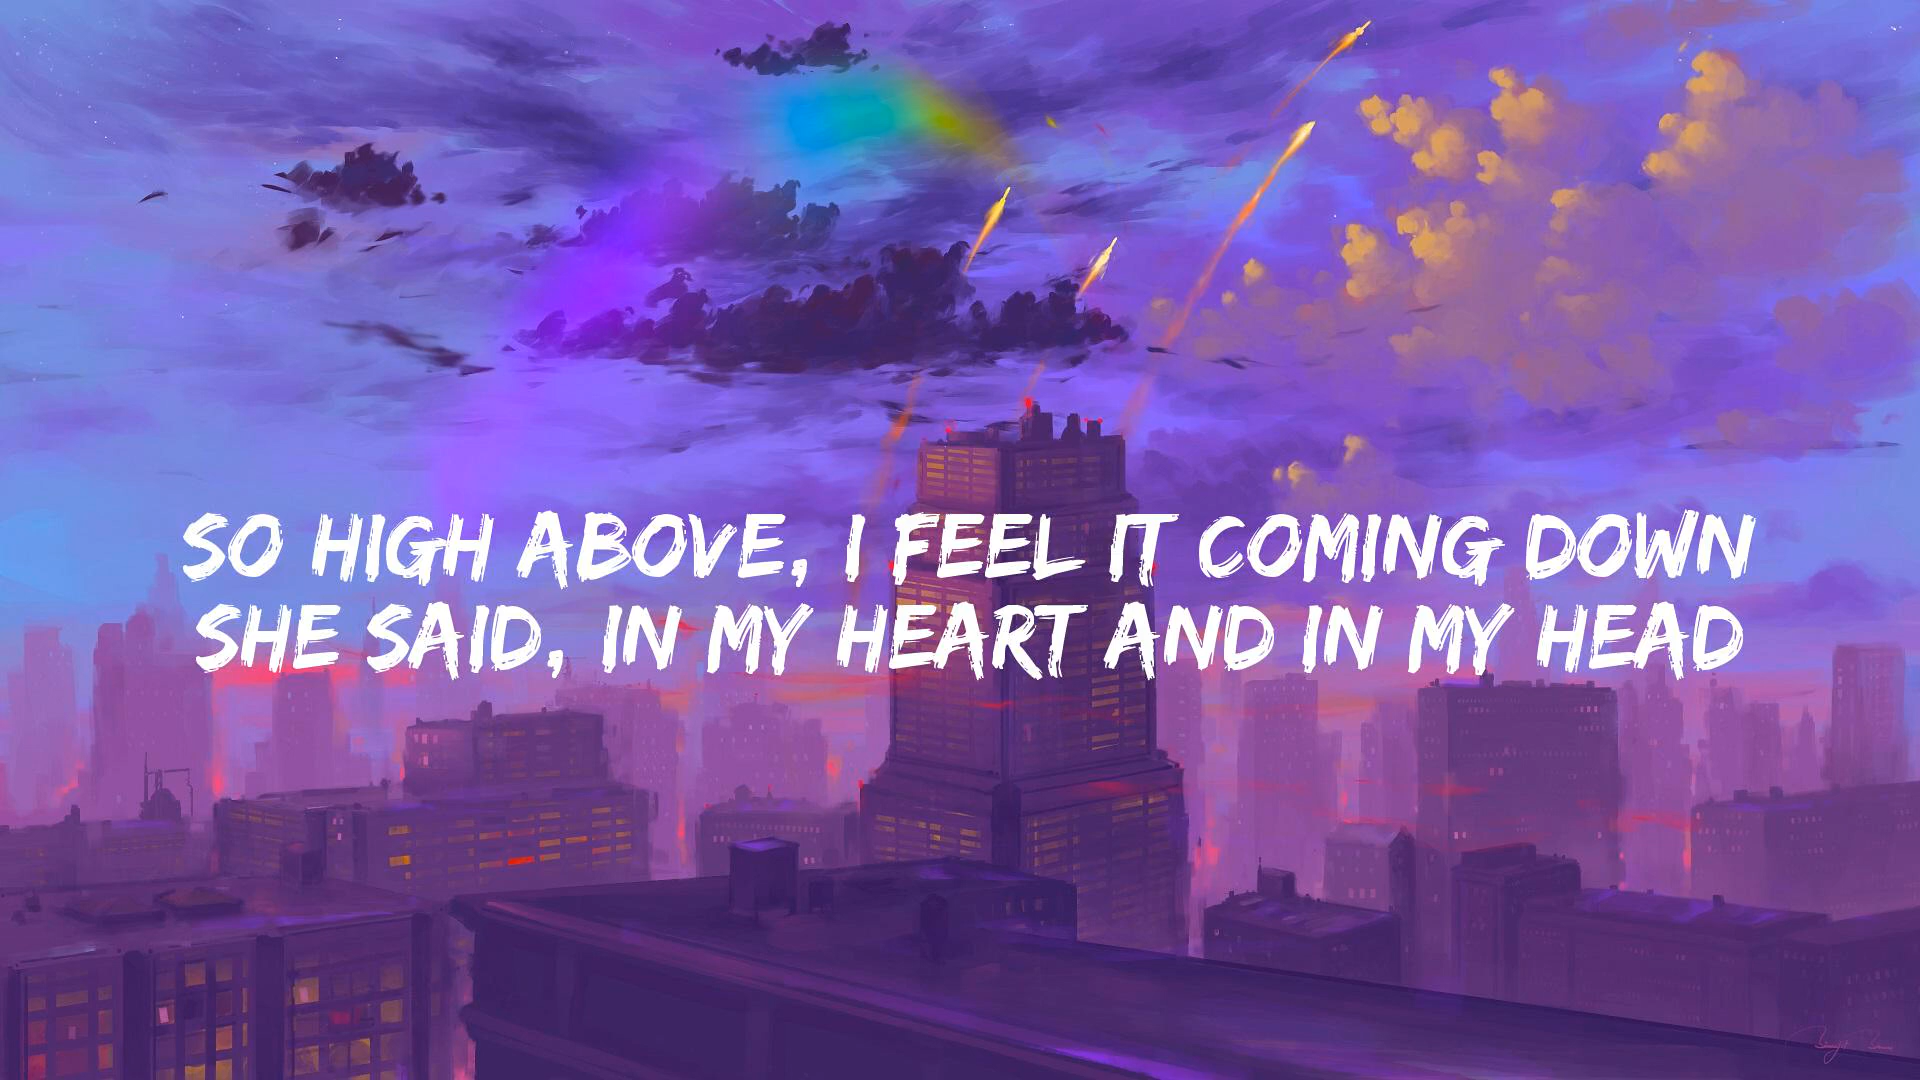 SO HIGH ABOVE, I FEEL IT COMING DOWN
SHE SAID, IN MY HEART AND IN MY HEAD